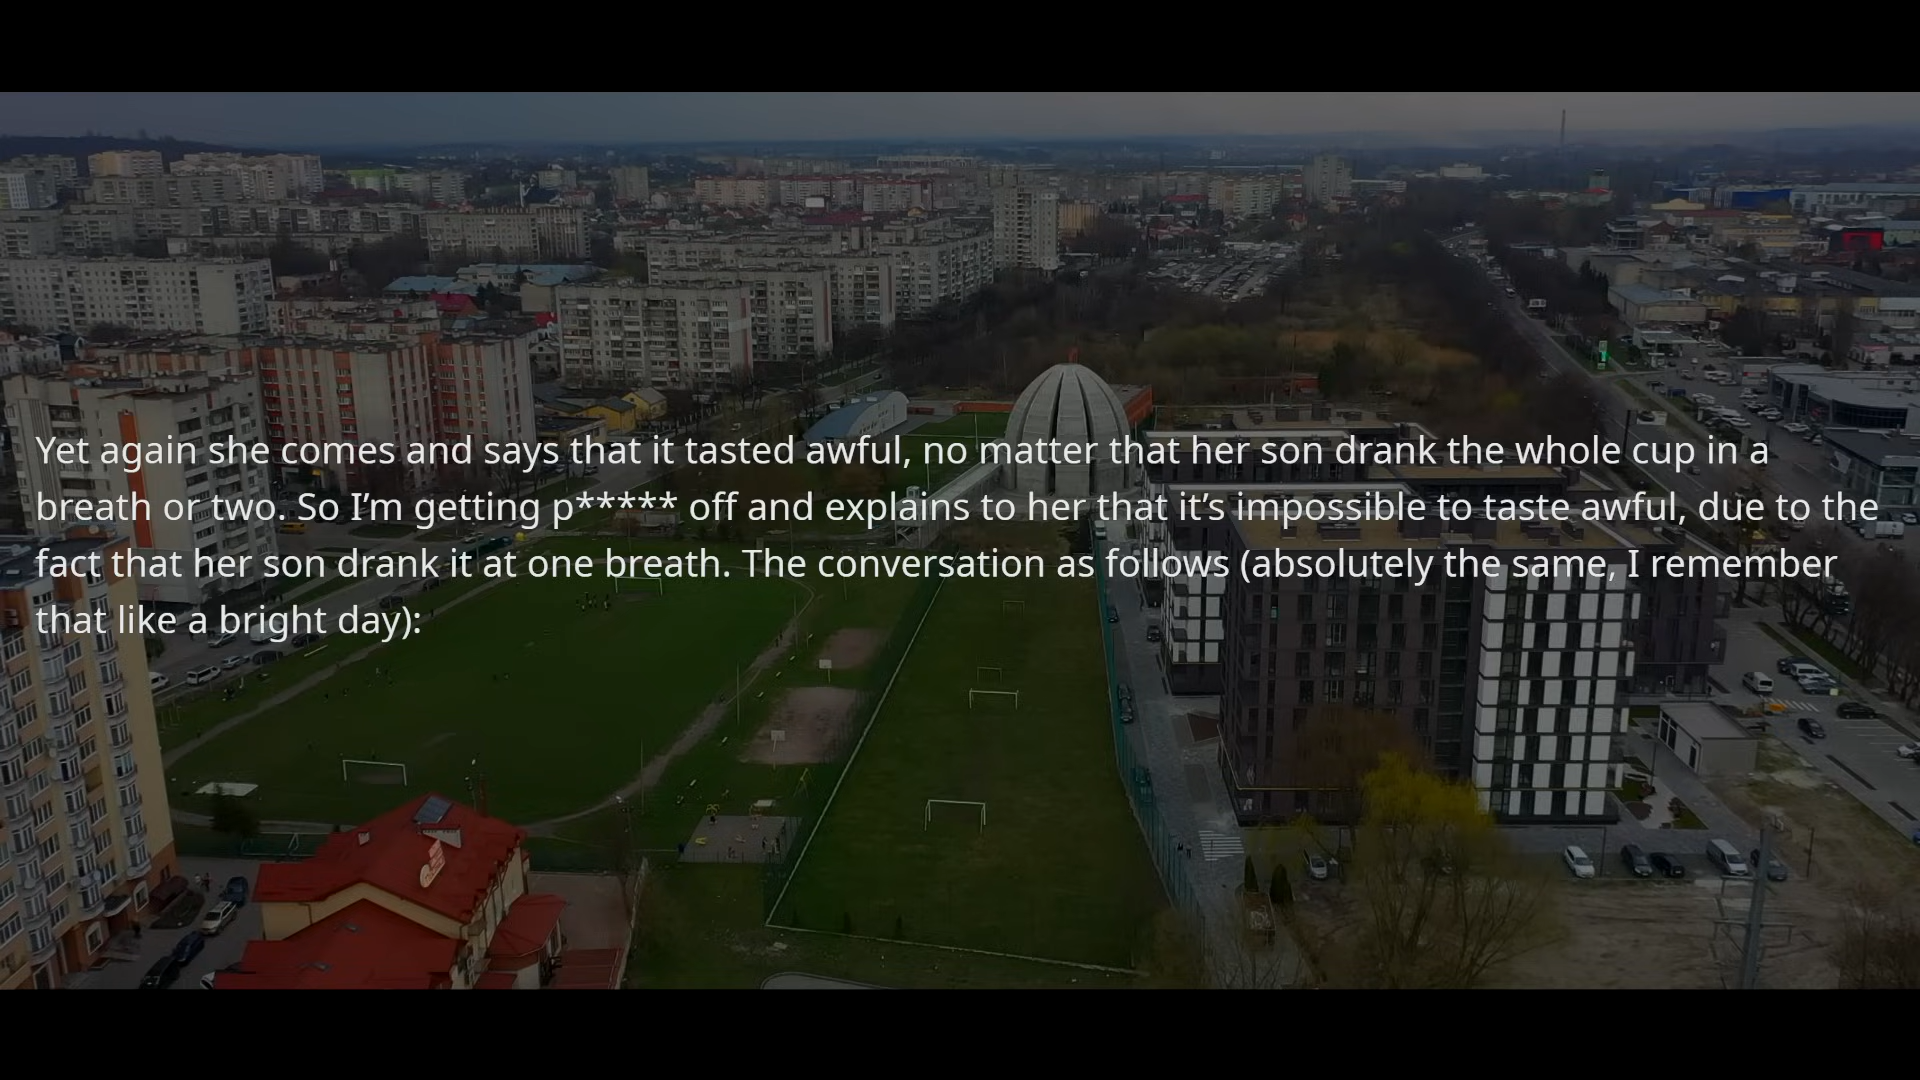 Yet again she comes and says that it tasted awful, no matter that her son drank the whole cup in a
breath or two. So I’m getting p***** off and explains to her that it’s impossible to taste awful, due to the
fact that her son drank it at one breath. The conversation as follows (absolutely the same, I remember
that like a bright day):